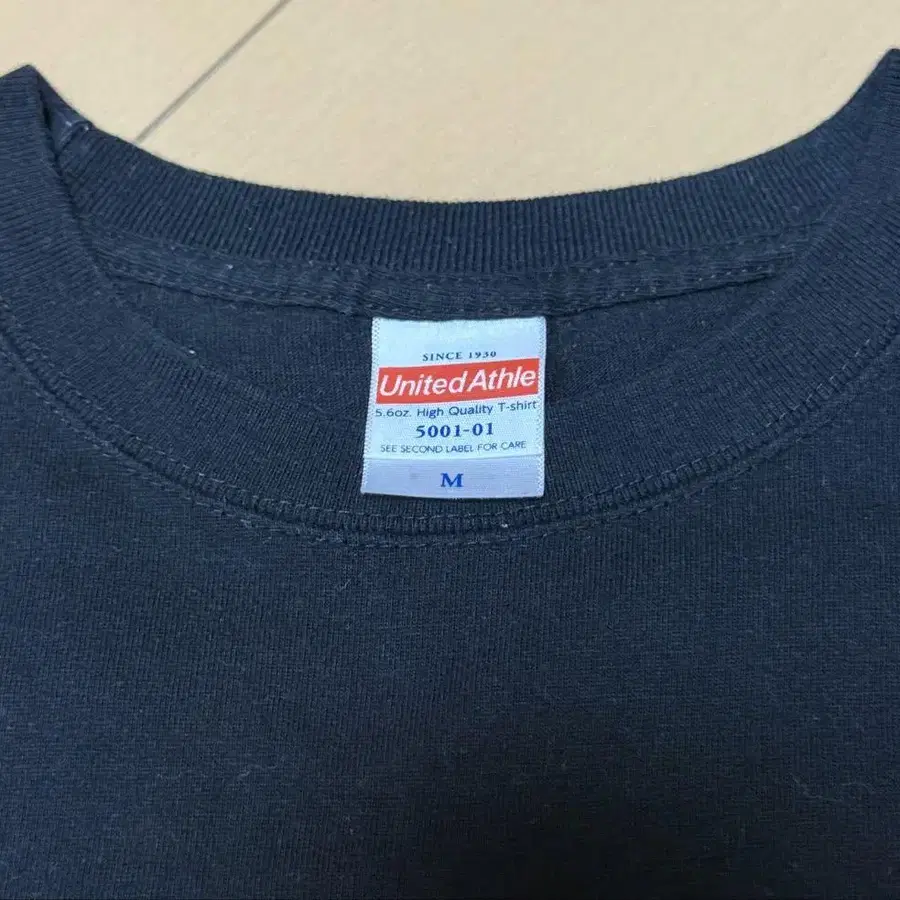 SINCE 1930
United Athle
5.6oz. High Quality T-shirt
5001-01
SEE SECOND LABEL FOR CARE
M